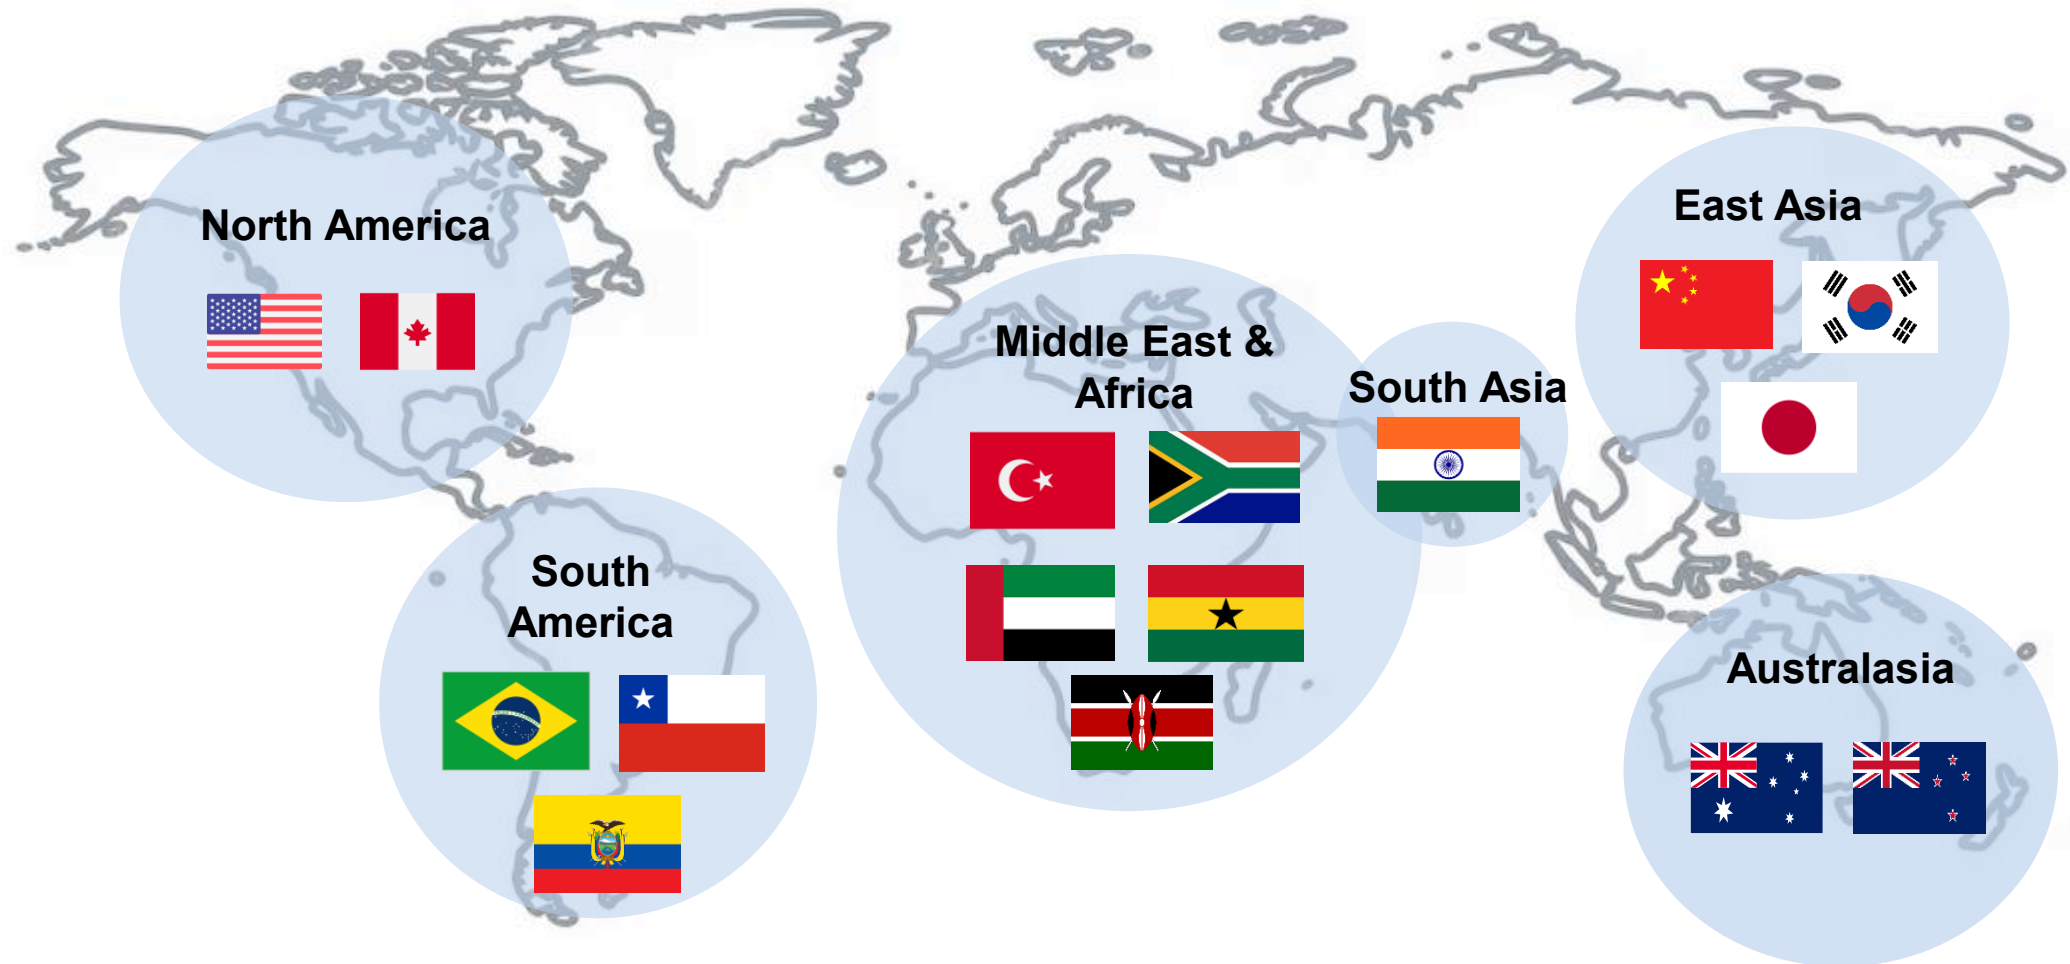 North America
East Asia
Middle East &
Africa
South Asia
South
America
Australasia